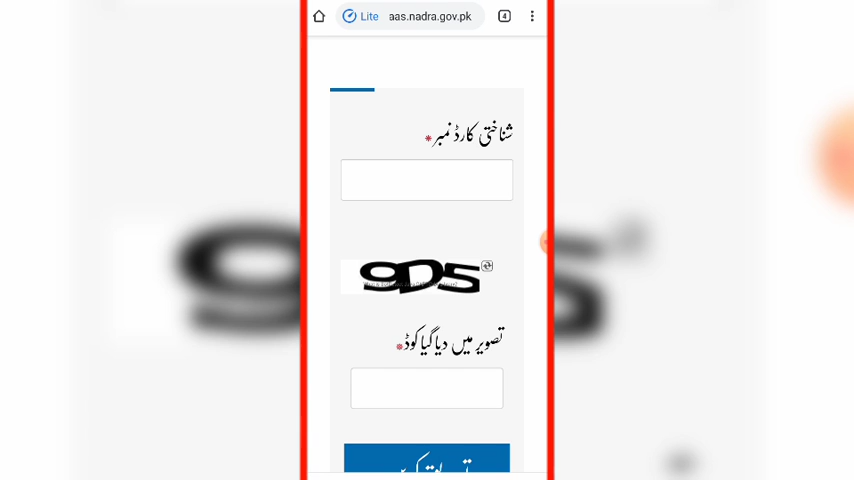 Lite aas.nadra.gov.pk 4
شناختی کارڈ نمبر *
9D5
تصویر میں دیا گیا کوڈ*